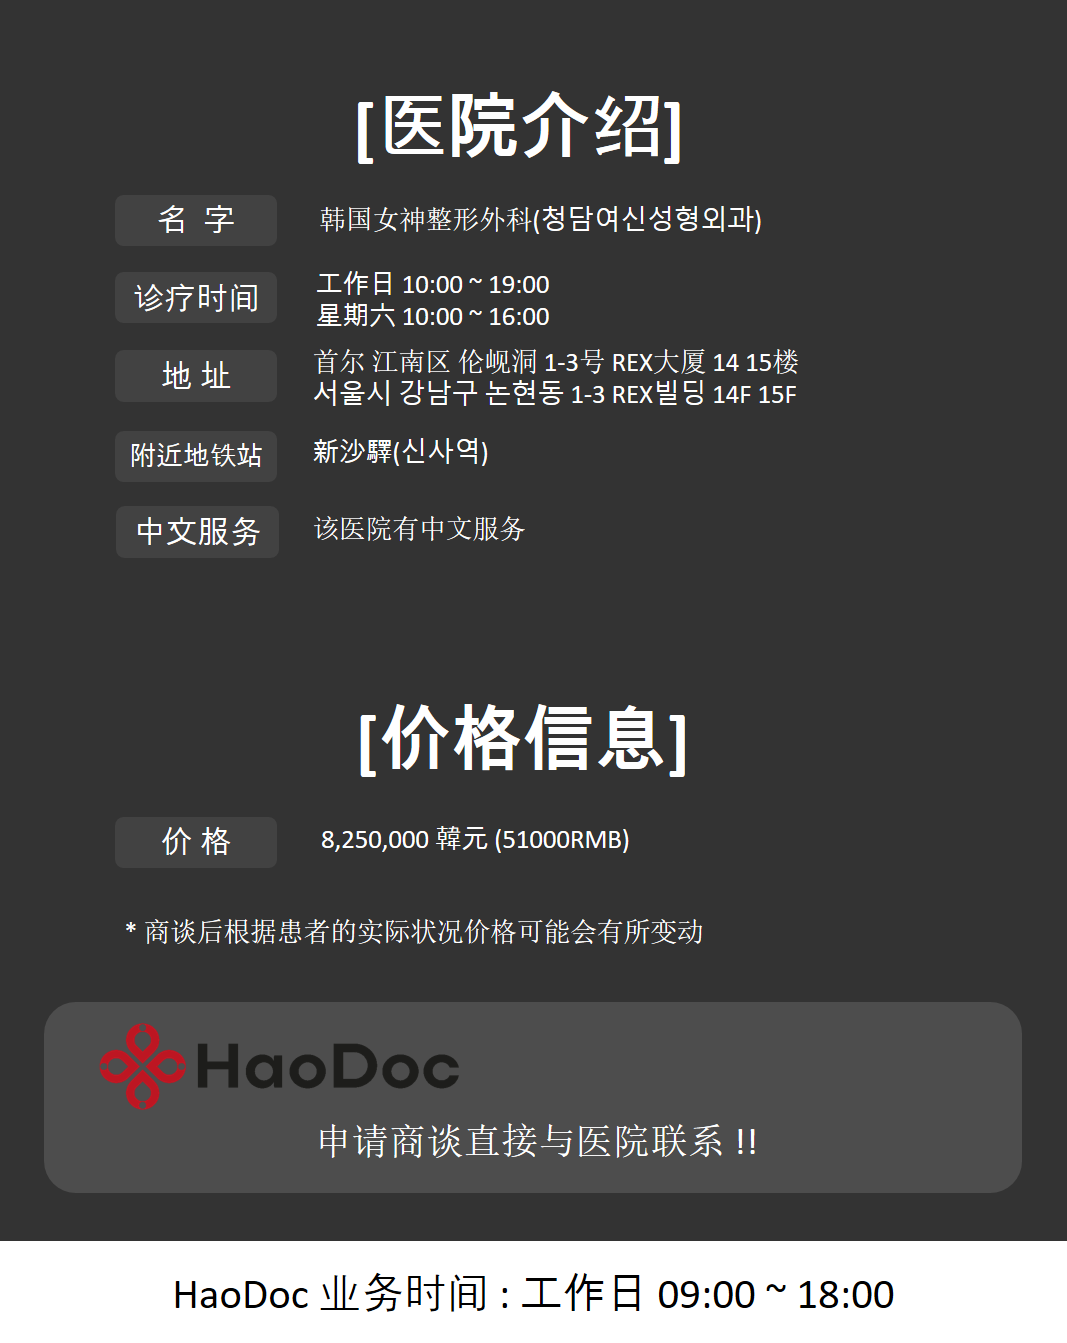 [医院介绍]
名 字 韩国女神整形外科(청담여신성형외과)
诊疗时间 工作日 10:00 ~ 19:00
星期六 10:00 ~ 16:00
地 址 首尔 江南区 伦岘洞 1-3号 REX大厦 14 15楼
서울시 강남구 논현동 1-3 REX빌딩 14F 15F
附近地铁站 新沙驛(신사역)
中文服务 该医院有中文服务
[价格信息]
价 格 8,250,000 韓元 (51000RMB)
* 商谈后根据患者的实际状况价格可能会有所变动
HaoDoc
申请商谈直接与医院联系 !!
HaoDoc 业务时间 : 工作日 09:00 ~ 18:00